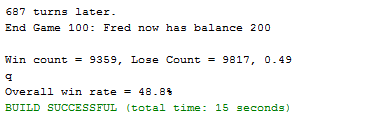 687 turns later.
End Game 100: Fred now has balance 200
Win count = 9359, Lose Count = 9817, 0.49
q
Overall win rate = 48.8%
BUILD SUCCESSFUL (total time: 15 seconds)